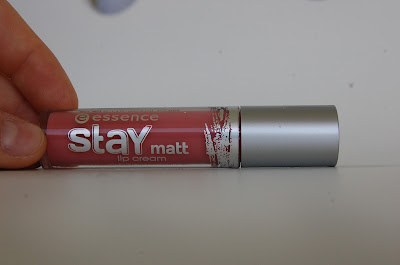 essence
stay matt
lip cream